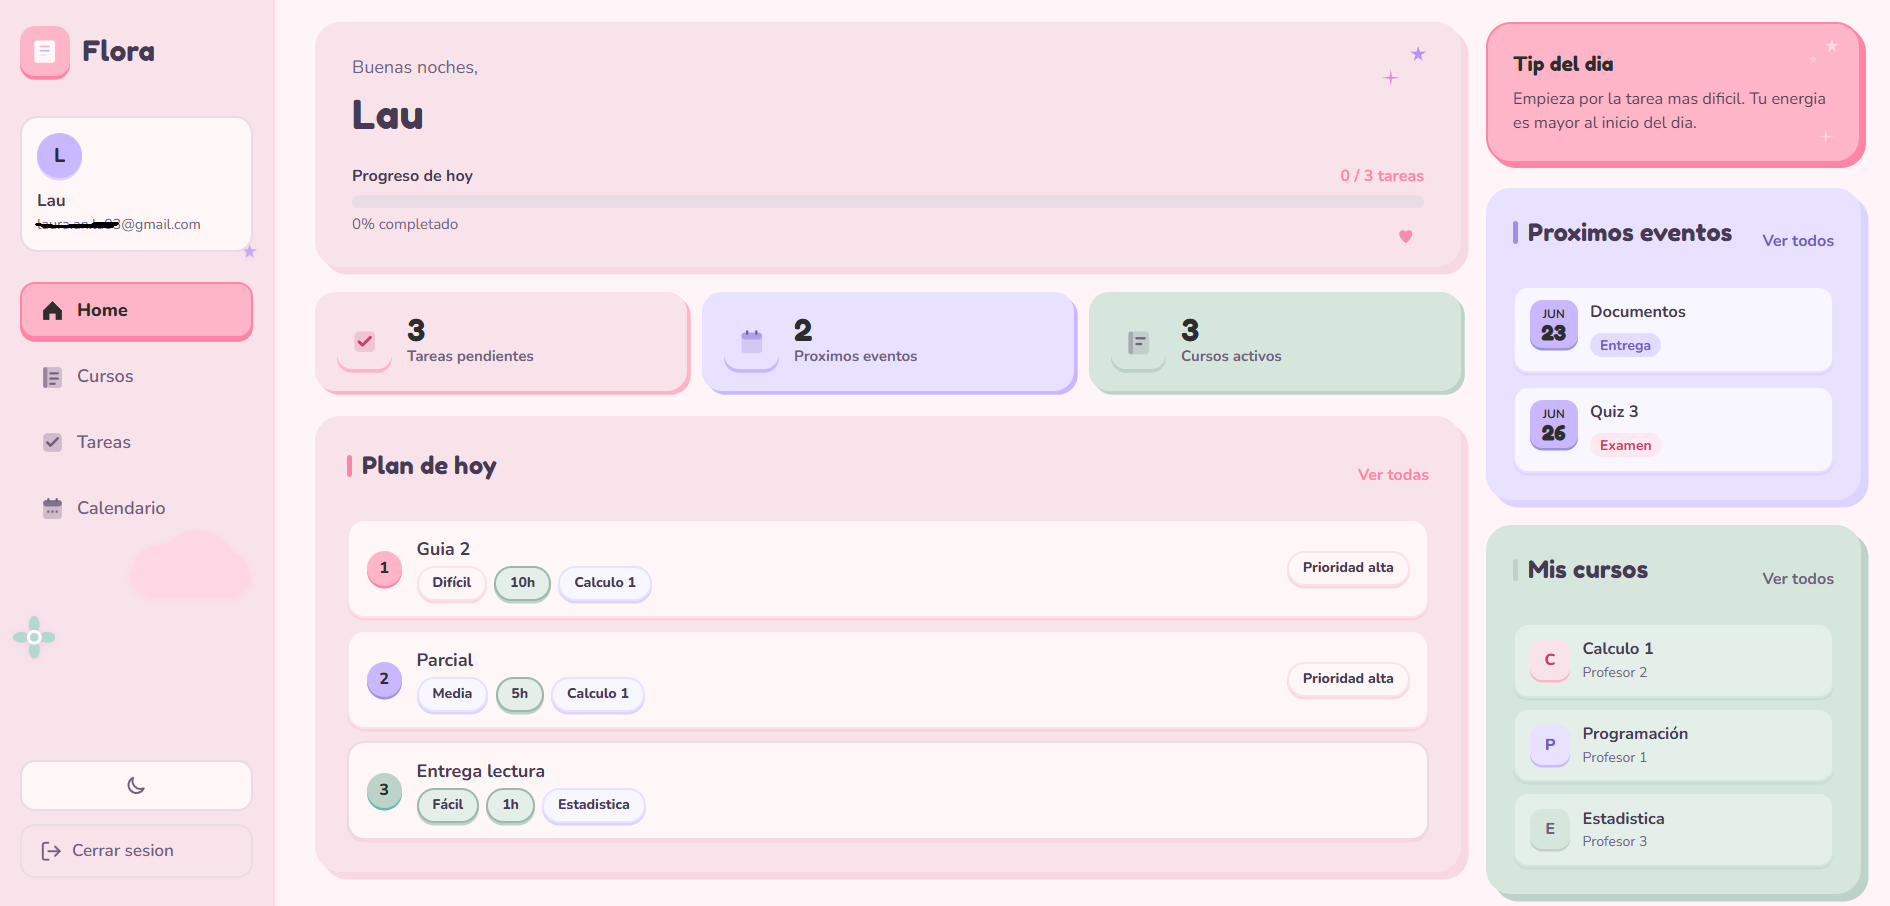 Flora
L
Lau
@gmail.com
Home
Cursos
Tareas
Calendario
Cerrar sesion
Buenas noches,
Lau
Progreso de hoy
0 / 3 tareas
0% completado
3
Tareas pendientes
2
Proximos eventos
3
Cursos activos
Plan de hoy
Ver todas
1
Guia 2
Difícil 10h Calculo 1
Prioridad alta
2
Parcial
Media 5h Calculo 1
Prioridad alta
3
Entrega lectura
Fácil 1h Estadistica
Tip del dia
Empieza por la tarea mas dificil. Tu energia
es mayor al inicio del dia.
Proximos eventos
Ver todos
JUN
23
Documentos
Entrega
JUN
26
Quiz 3
Examen
Mis cursos
Ver todos
C
Calculo 1
Profesor 2
P
Programación
Profesor 1
E
Estadistica
Profesor 3